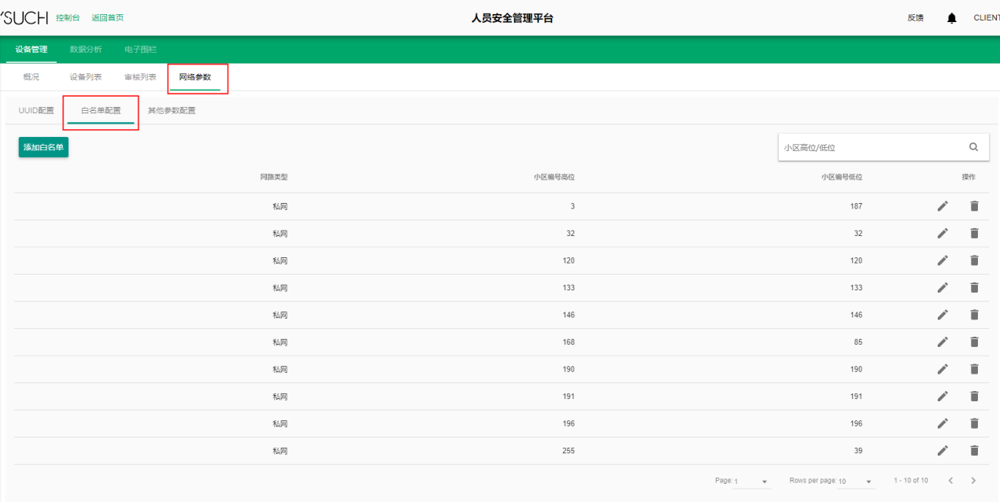 'SUCH 控制台 返回首页 人员安全管理平台 反馈 CLIENT
设备管理 数据分析 电子围栏
概况 设备列表 审核列表 网络参数
UUID配置 白名单配置 其他参数配置
添加白名单 小区高位/低位
网路类型 小区编号高位 小区编号低位 操作
私网 3 187
私网 32 32
私网 120 120
私网 133 133
私网 146 146
私网 168 85
私网 190 190
私网 191 191
私网 196 196
私网 255 39
Page: 1 Rows per page: 10 1 - 10 of 10